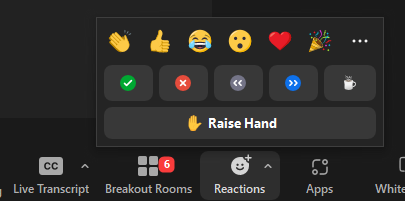 Raise Hand
CC
6
Live Transcript
Breakout Rooms
Reactions
Apps
White